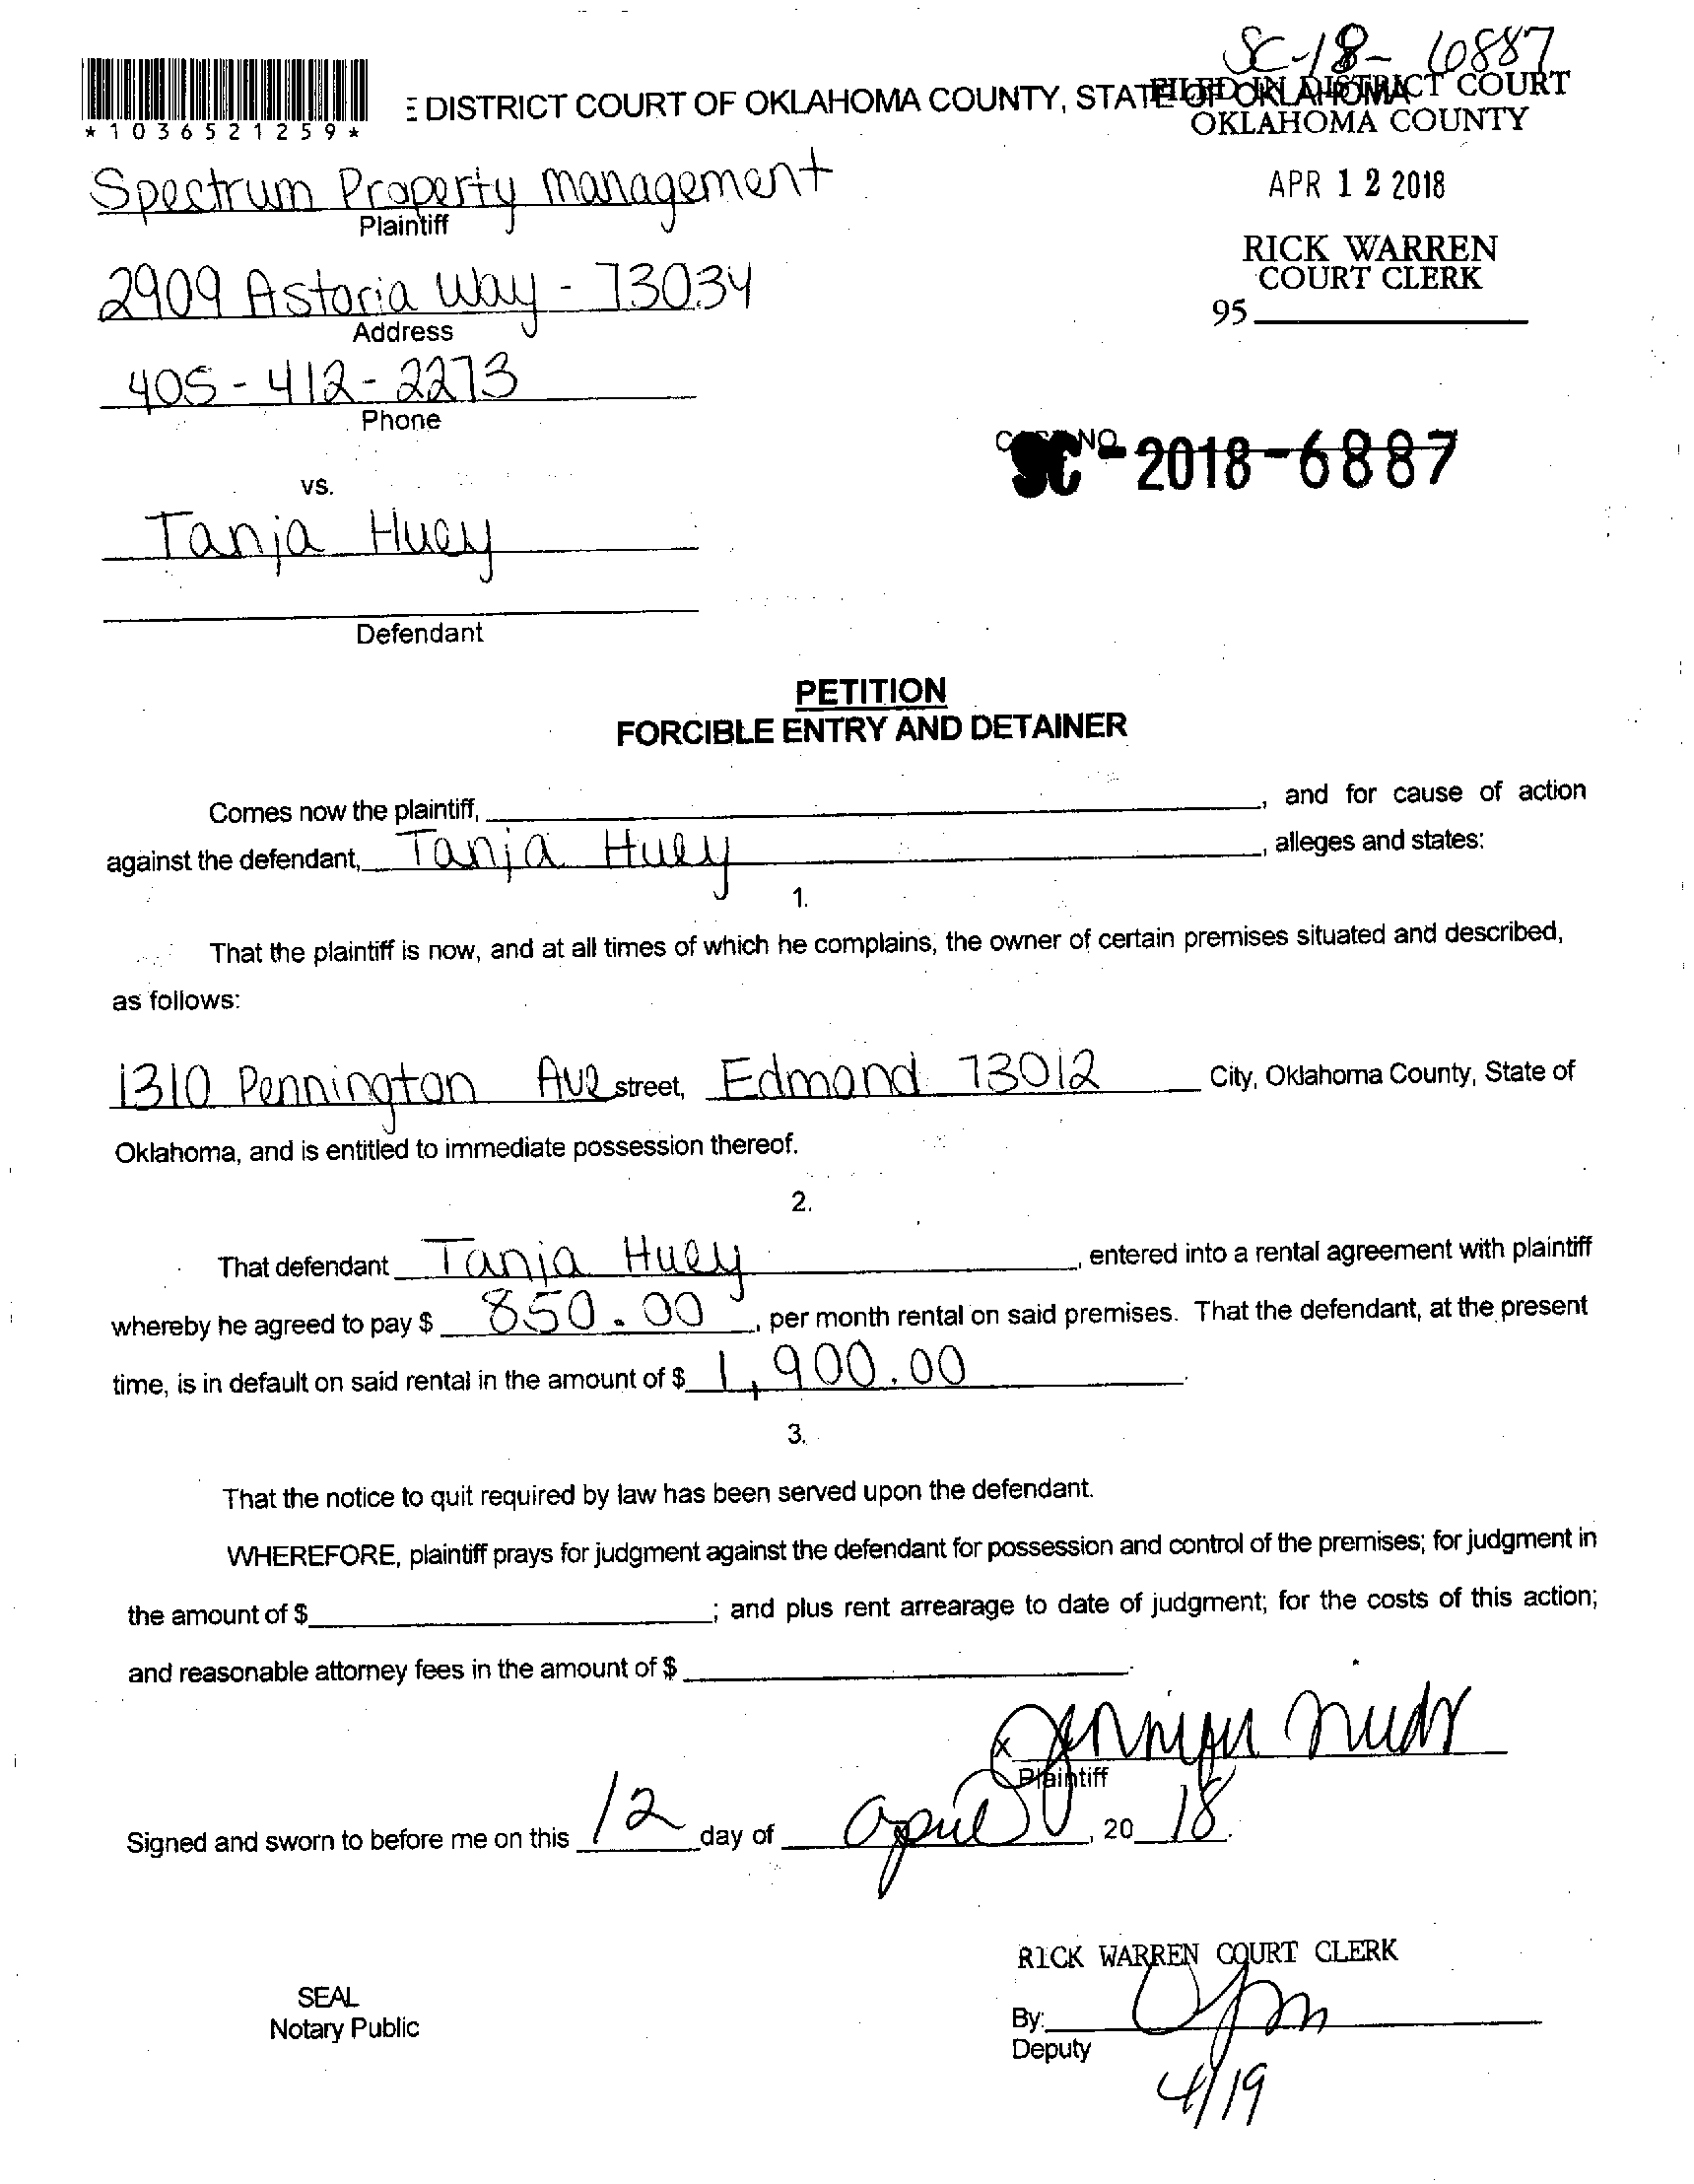 SC-18-6887
E DISTRICT COURT OF OKLAHOMA COUNTY, STATE OF OKLAHOMA
FILED IN DISTRICT COURT
OKLAHOMA COUNTY
*1036521259*
APR 12 2018
RICK WARREN
COURT CLERK
95
Spectrum Property Management
Plaintiff
2909 Astoria Way - 73034
Address
405-412-2273
Phone
SC-2018-6887
vs.
Tanja Huey
Defendant
PETITION
FORCIBLE ENTRY AND DETAINER
Comes now the plaintiff, , and for cause of action
against the defendant, Tanja Huey, alleges and states:
1.
That the plaintiff is now, and at all times of which he complains, the owner of certain premises situated and described,
as follows:
1310 Pennington Ave street, Edmond 73012 City, Oklahoma County, State of
Oklahoma, and is entitled to immediate possession thereof.
2.
That defendant Tanja Huey, entered into a rental agreement with plaintiff
whereby he agreed to pay $ 850.00, per month rental on said premises. That the defendant, at the present
time, is in default on said rental in the amount of $ 1,900.00.
3.
That the notice to quit required by law has been served upon the defendant.
WHEREFORE, plaintiff prays for judgment against the defendant for possession and control of the premises; for judgment in
the amount of $ ; and plus rent arrearage to date of judgment; for the costs of this action;
and reasonable attorney fees in the amount of $ .
x
Plaintiff
Signed and sworn to before me on this 12 day of April, 20 18.
RICK WARREN COURT CLERK
SEAL
Notary Public
By:
Deputy
4/19